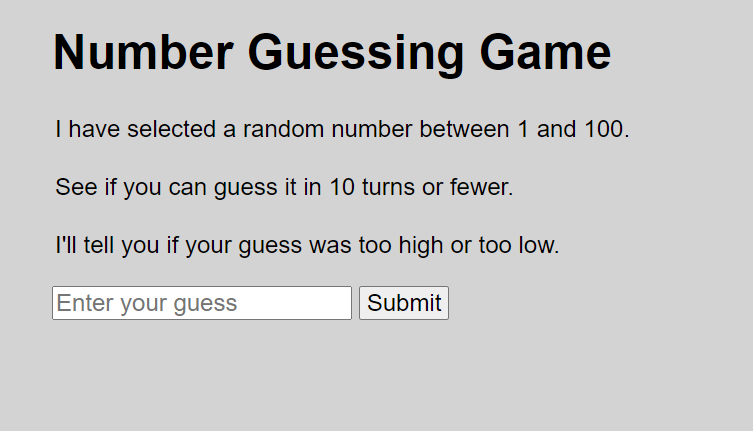 Number Guessing Game
I have selected a random number between 1 and 100.
See if you can guess it in 10 turns or fewer.
I'll tell you if your guess was too high or too low.
Enter your guess Submit